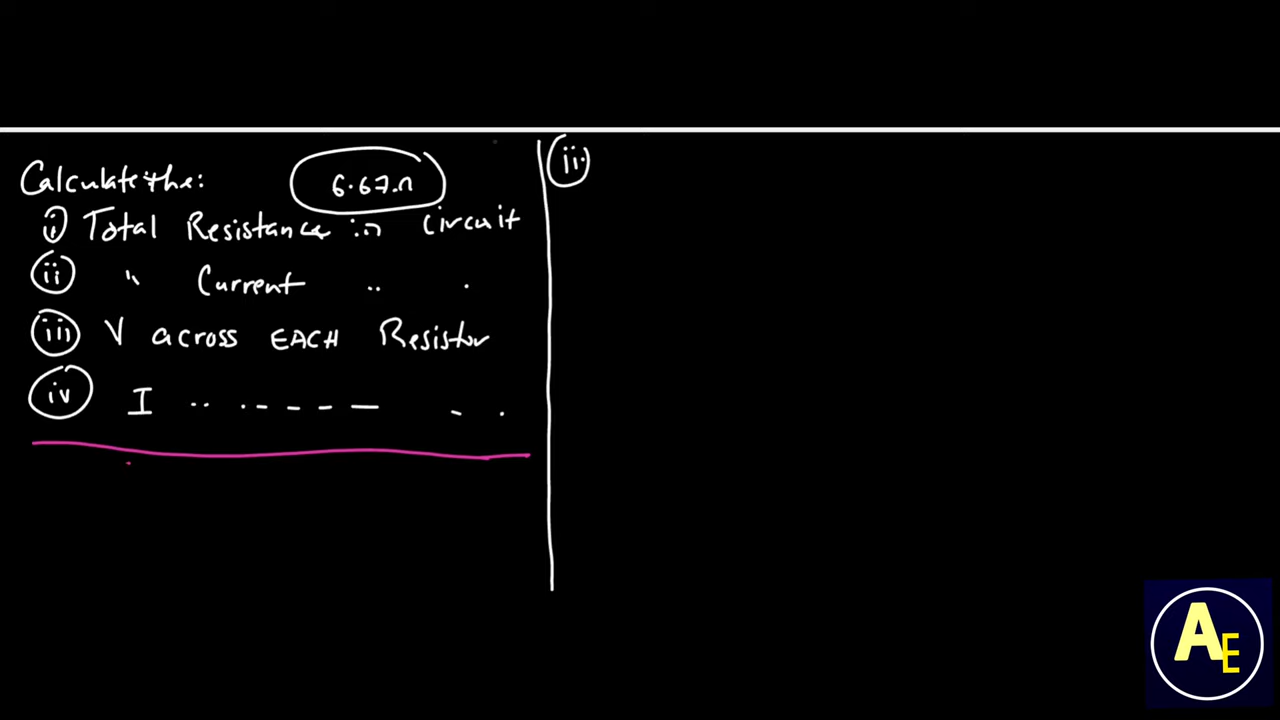 Calculate the:
6.67Ω
i) Total Resistance in Circuit
ii) " Current " "
iii) V across EACH Resistor
iv) I .. .- - - — - .
ii.
AE